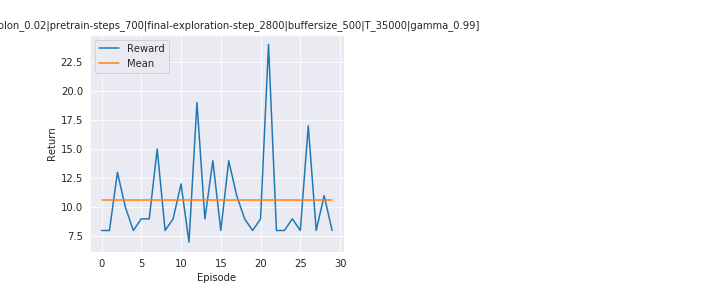 olon_0.02|pretrain-steps_700|final-exploration-step_2800|buffersize_500|T_35000|gamma_0.99]
Reward
Mean
22.5
20.0
17.5
15.0
12.5
10.0
7.5
Return
0 5 10 15 20 25 30
Episode